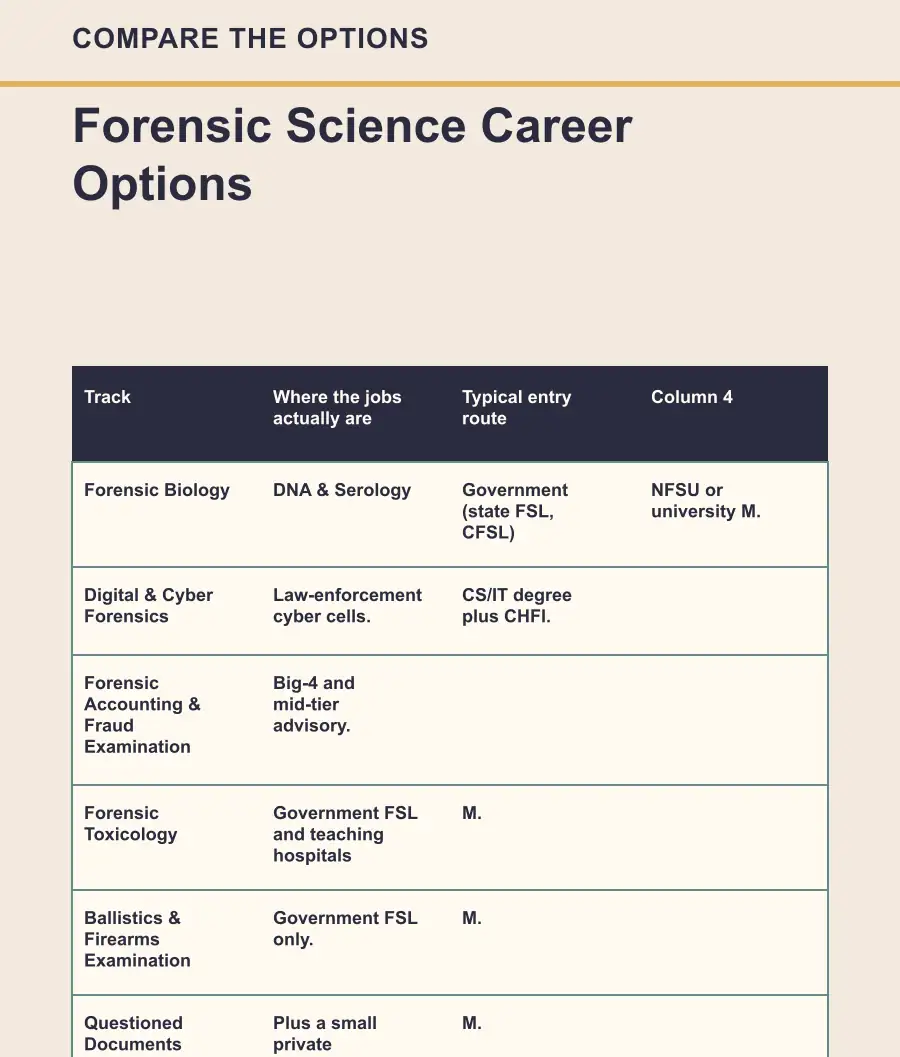 COMPARE THE OPTIONS
Forensic Science Career
Options
Track
Where the jobs
actually are
Typical entry
route
Column 4
Forensic Biology
DNA & Serology
Government
(state FSL,
CFSL)
NFSU or
university M.
Digital & Cyber
Forensics
Law-enforcement
cyber cells.
CS/IT degree
plus CHFI.
Forensic
Accounting &
Fraud
Examination
Big-4 and
mid-tier
advisory.
Forensic
Toxicology
Government FSL
and teaching
hospitals
M.
Ballistics &
Firearms
Examination
Government FSL
only.
M.
Questioned
Documents
Plus a small
private
M.